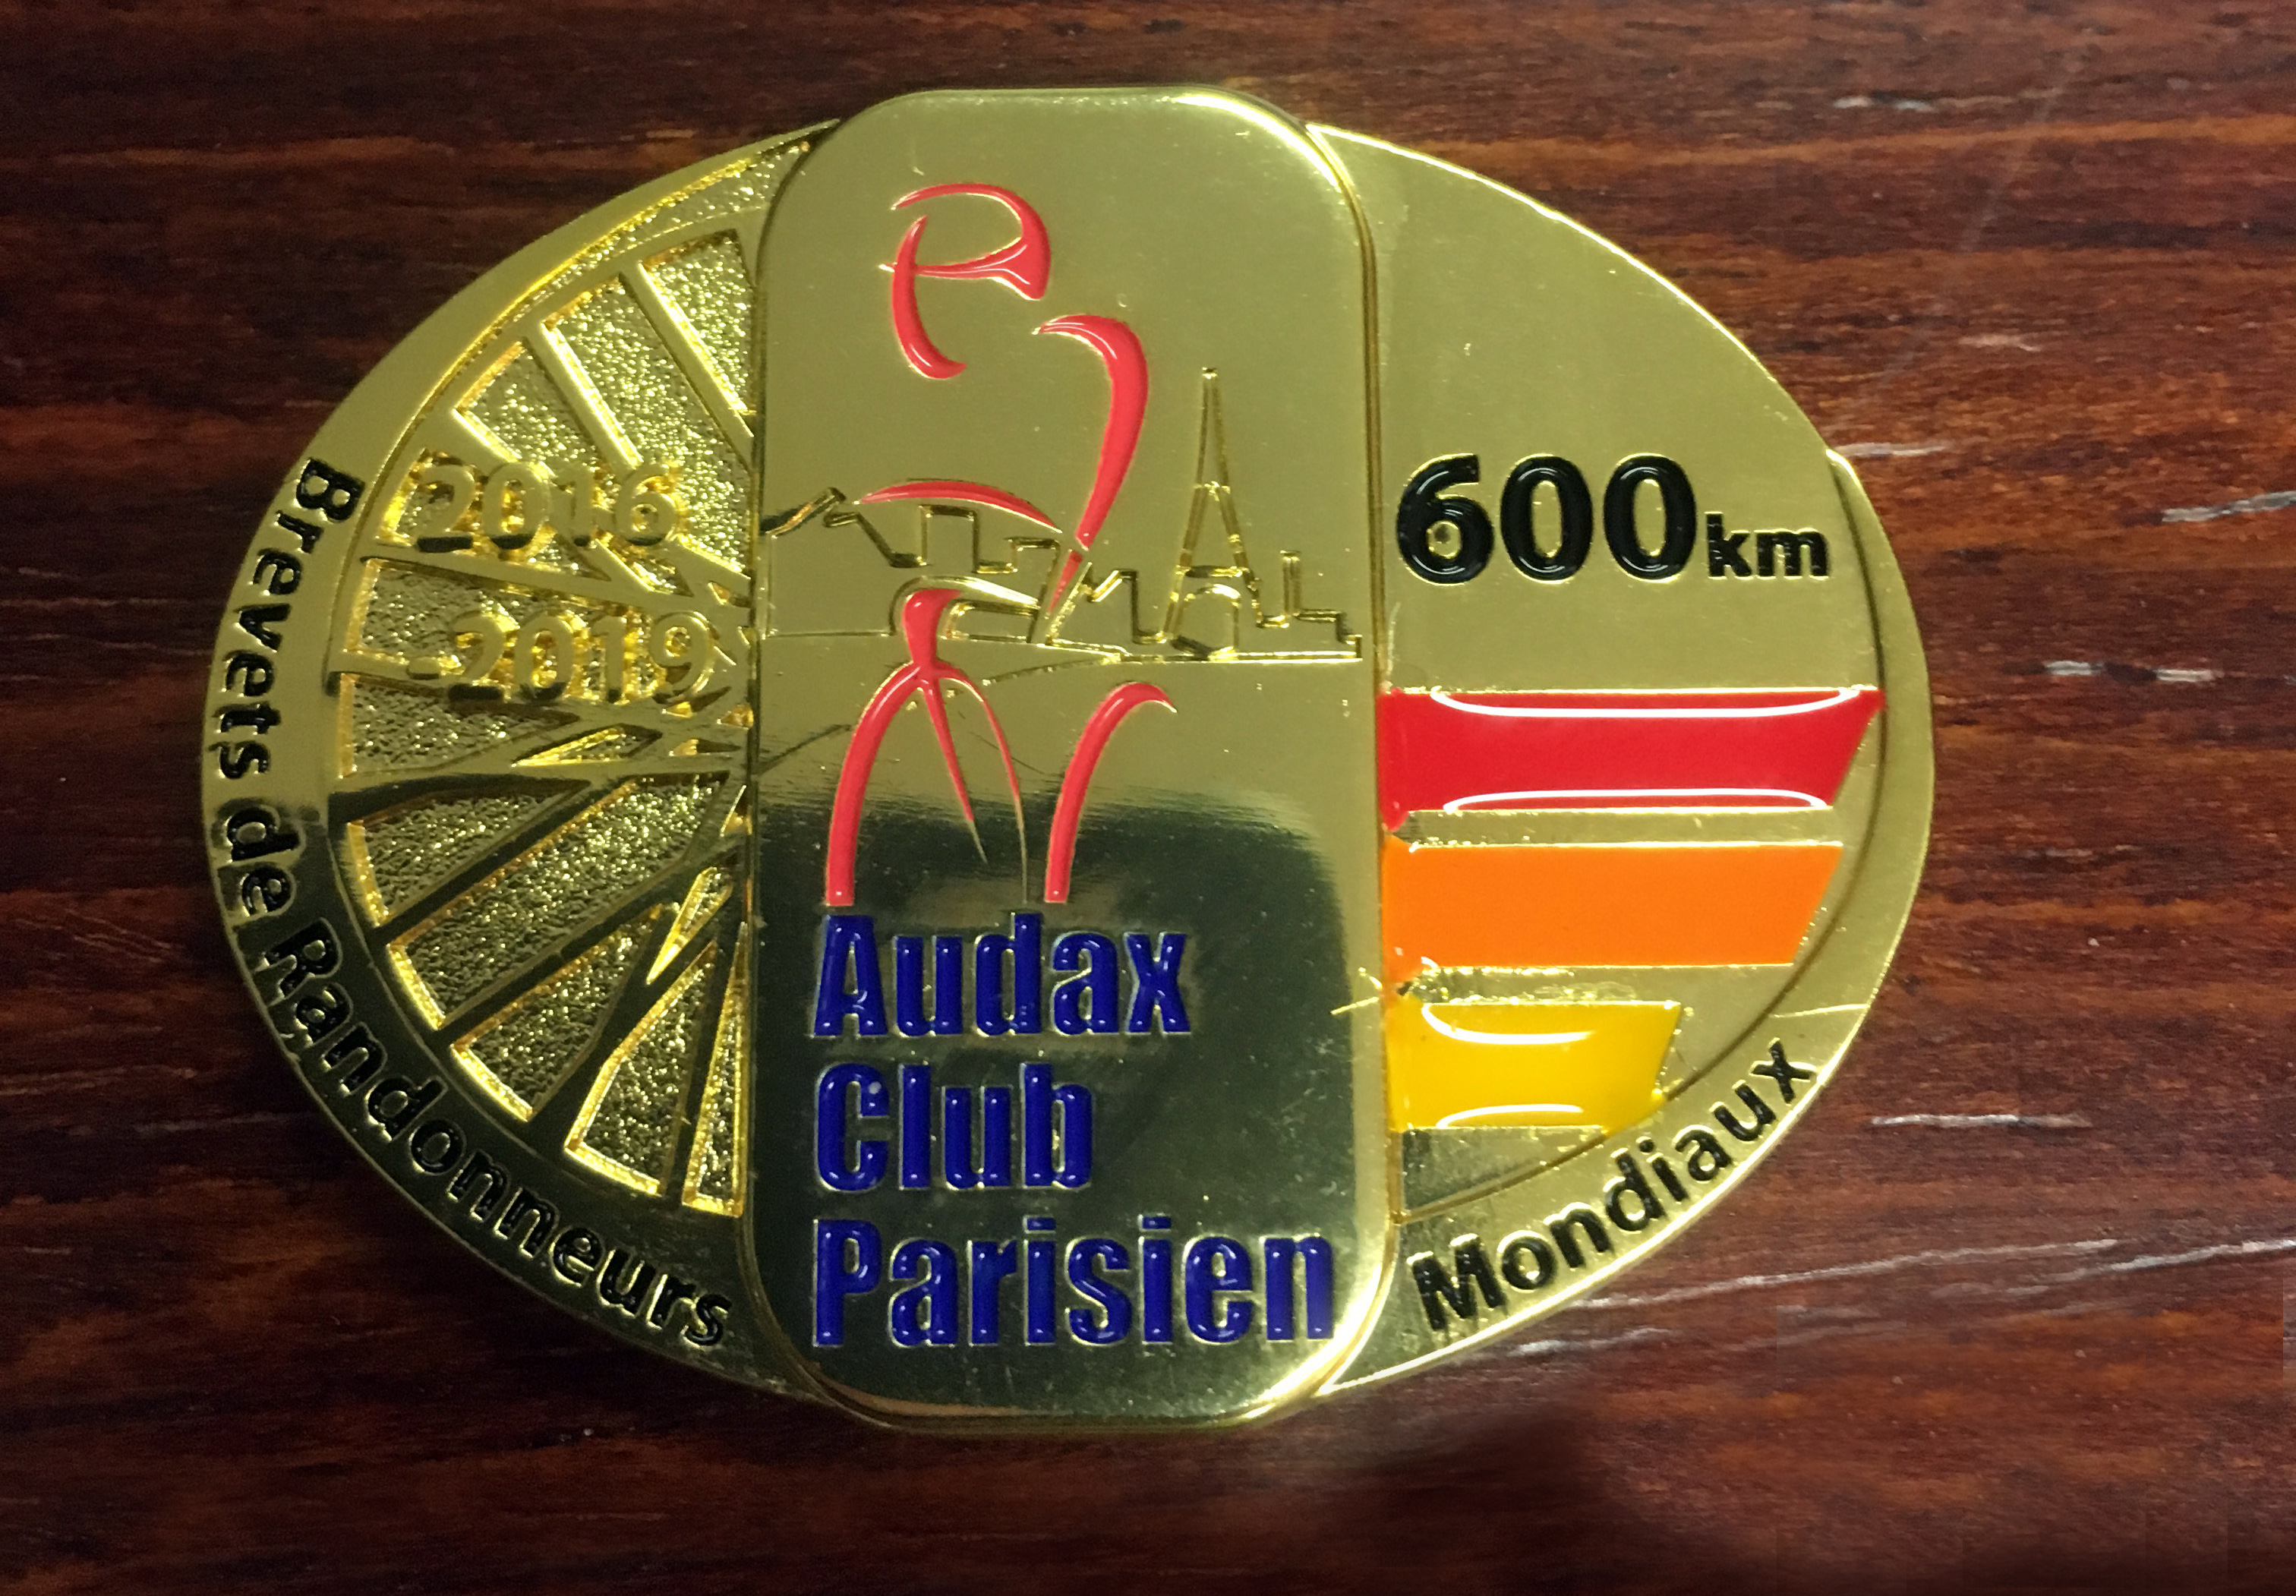 2016
-2019
Brevets de Randonneurs
Audax
Club
Parisien
600km
Mondiaux